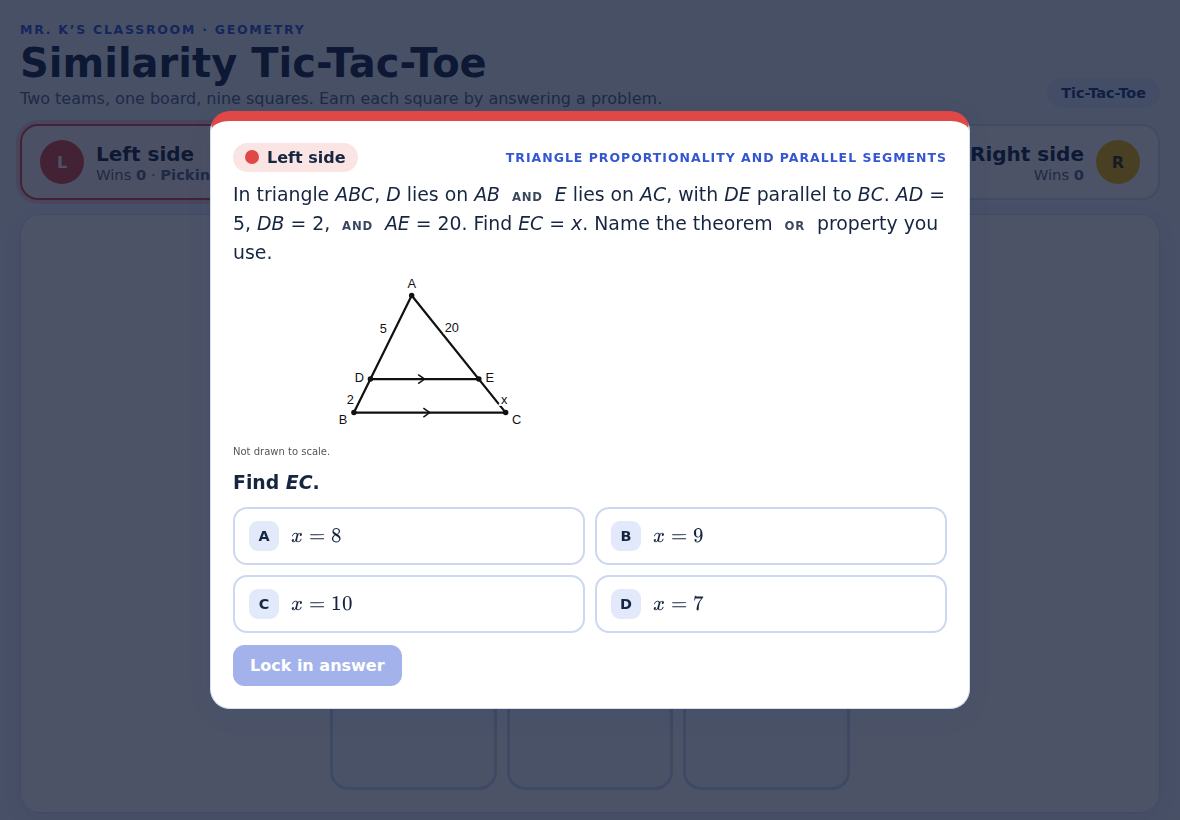 MR. K'S CLASSROOM · GEOMETRY
Similarity Tic-Tac-Toe
Two teams, one board, nine squares. Earn each square by answering a problem.
Tic-Tac-Toe
L
Left side
Wins 0 · Pickin
Right side
Wins 0
R
Left side
TRIANGLE PROPORTIONALITY AND PARALLEL SEGMENTS
In triangle ABC, D lies on AB AND E lies on AC, with DE parallel to BC. AD =
5, DB = 2, AND AE = 20. Find EC = x. Name the theorem OR property you
use.
A
5
20
D
E
2
x
B
C
Not drawn to scale.
Find EC.
A x = 8
B x = 9
C x = 10
D x = 7
Lock in answer